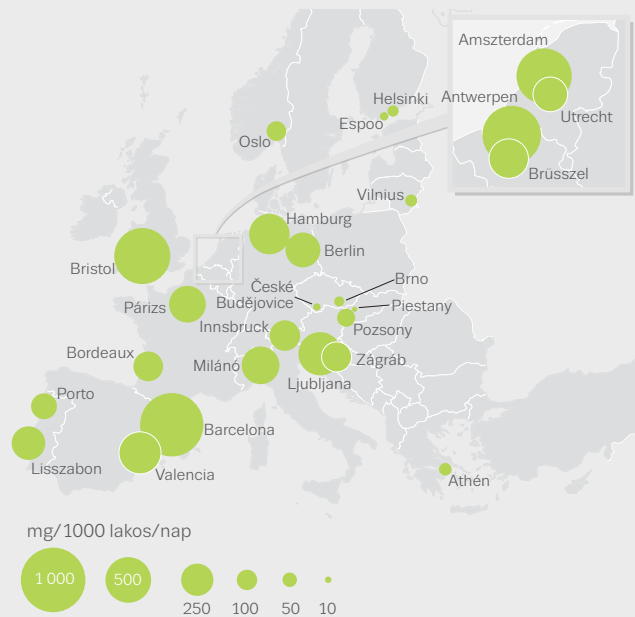 Amszterdam
Antwerpen
Utrecht
Brüsszel
Helsinki
Espoo
Oslo
Vilnius
Hamburg
Berlin
Bristol
České
Budějovice
Brno
Piestany
Párizs
Innsbruck
Pozsony
Bordeaux
Milánó
Zágráb
Ljubljana
Porto
Barcelona
Lisszabon
Valencia
Athén
mg/1000 lakos/nap
1 000
500
250
100
50
10